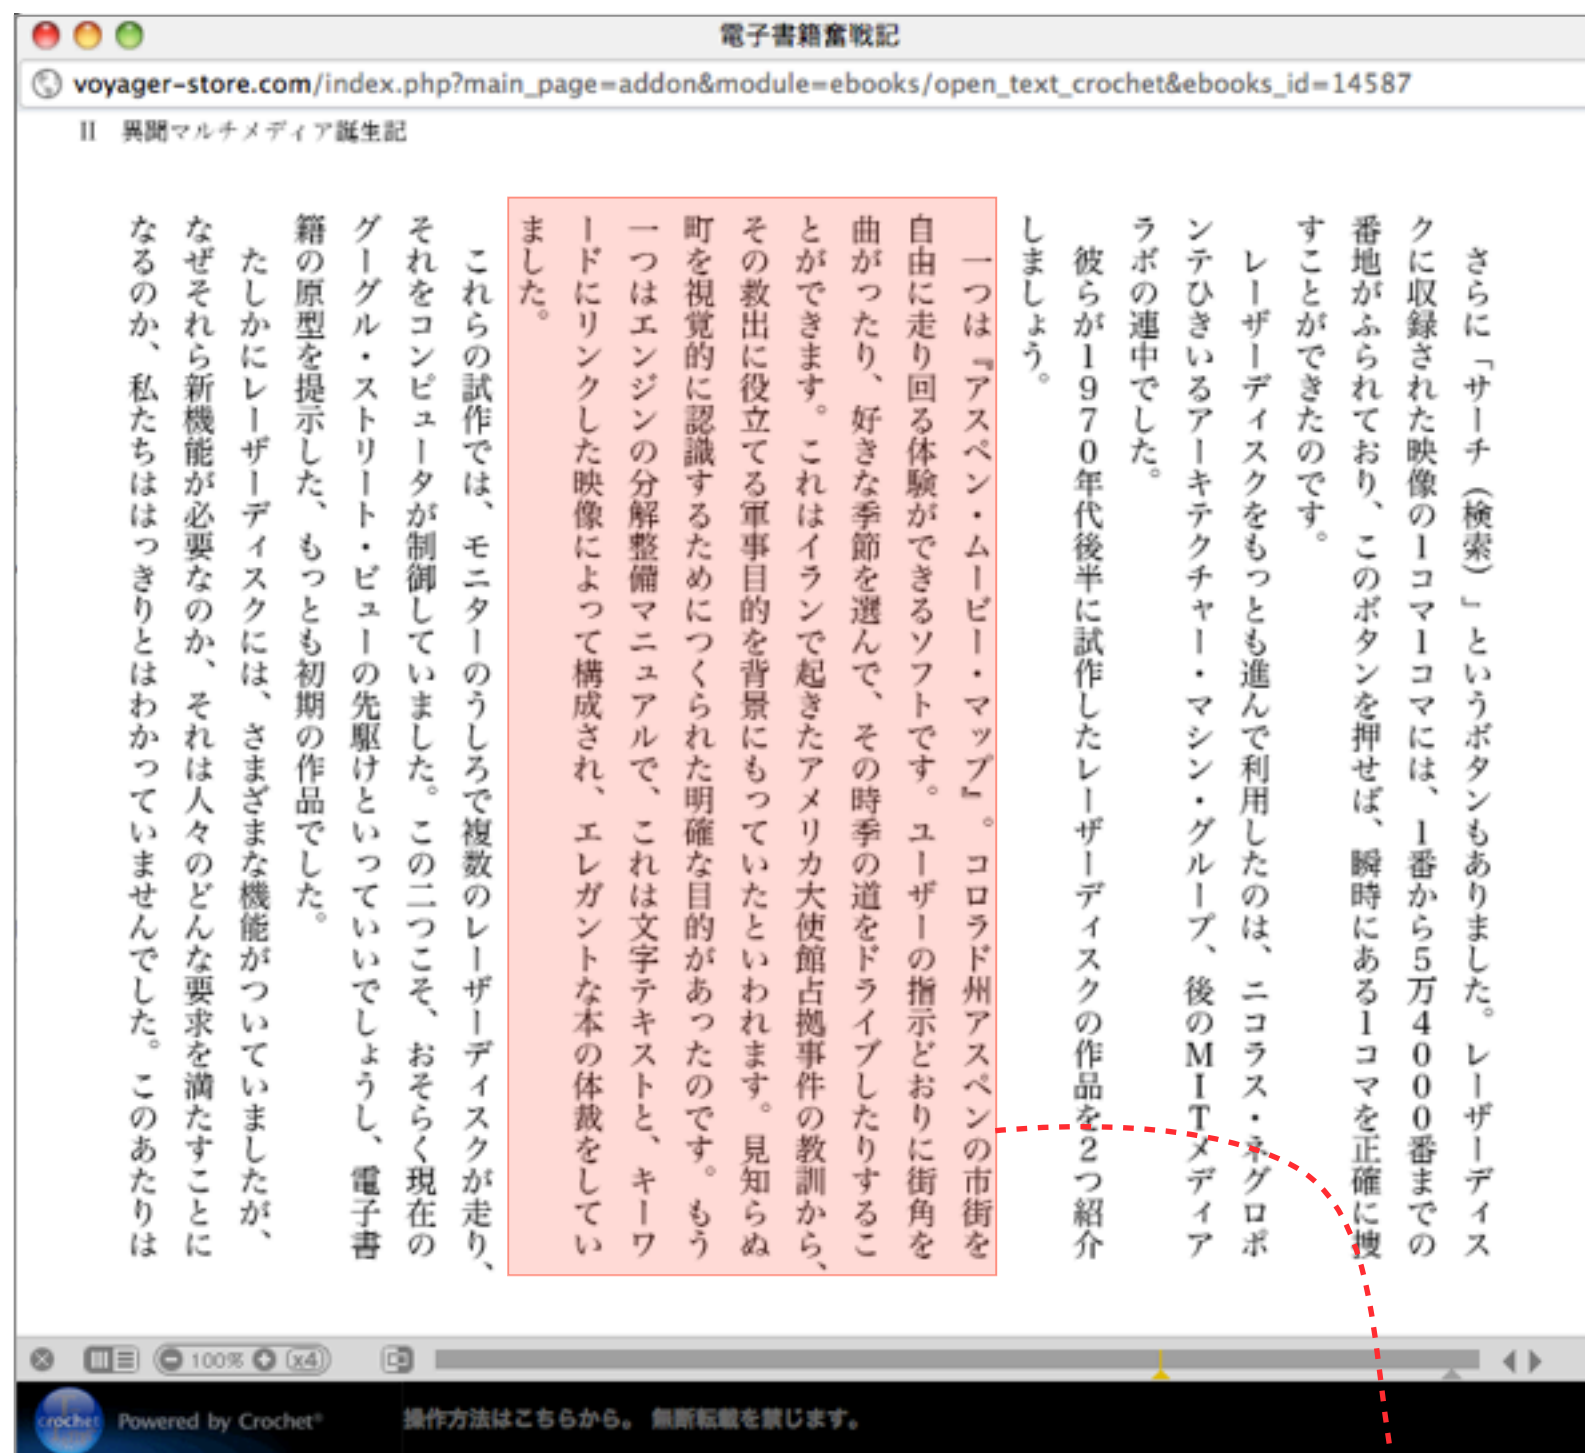 電子書籍奮戦記
voyager-store.com/index.php?main_page=addon&module=ebooks/open_text_crochet&ebooks_id=14587
II 異聞マルチメディア誕生記
さらに「サーチ（検索）」というボタンもありました。レーザーディス
クに収録された映像の1コマ1コマには、1番から5万4000番までの
番地がふられており、このボタンを押せば、瞬時にある1コマを正確に捜
すことができたのです。
レーザーディスクをもっとも進んで利用したのは、ニコラス・ネグロポ
ンテひきいるアーキテクチャー・マシン・グループ、後のMITメディア
ラボの連中でした。
彼らが1970年代後半に試作したレーザーディスクの作品を2つ紹介
しましょう。
一つは『アスペン・ムービー・マップ』。コロラド州アスペンの市街を
自由に走り回る体験ができるソフトです。ユーザーの指示どおりに街角を
曲がったり、好きな季節を選んで、その時季の道をドライブしたりするこ
とができます。これはイランで起きたアメリカ大使館占拠事件の教訓から、
その救出に役立てる軍事目的を背景にもっていたといわれます。見知らぬ
町を視覚的に認識するためにつくられた明確な目的があったのです。もう
一つはエンジンの分解整備マニュアルで、これは文字テキストと、キーワ
ードにリンクした映像によって構成され、エレガントな本の体裁をしてい
ました。
これらの試作では、モニターのうしろで複数のレーザーディスクが走り、
それをコンピュータが制御していました。この二つこそ、おそらく現在の
グーグル・ストリート・ビューの先駆けといっていいでしょうし、電子書
籍の原型を提示した、もっとも初期の作品でした。
たしかにレーザーディスクには、さまざまな機能がついていましたが、
なぜそれら新機能が必要なのか、それは人々のどんな要求を満たすことに
なるのか、私たちははっきりとはわかっていませんでした。このあたりは
100%
(x4)
crochet
Powered by Crochet®
操作方法はこちらから。 無断転載を禁じます。